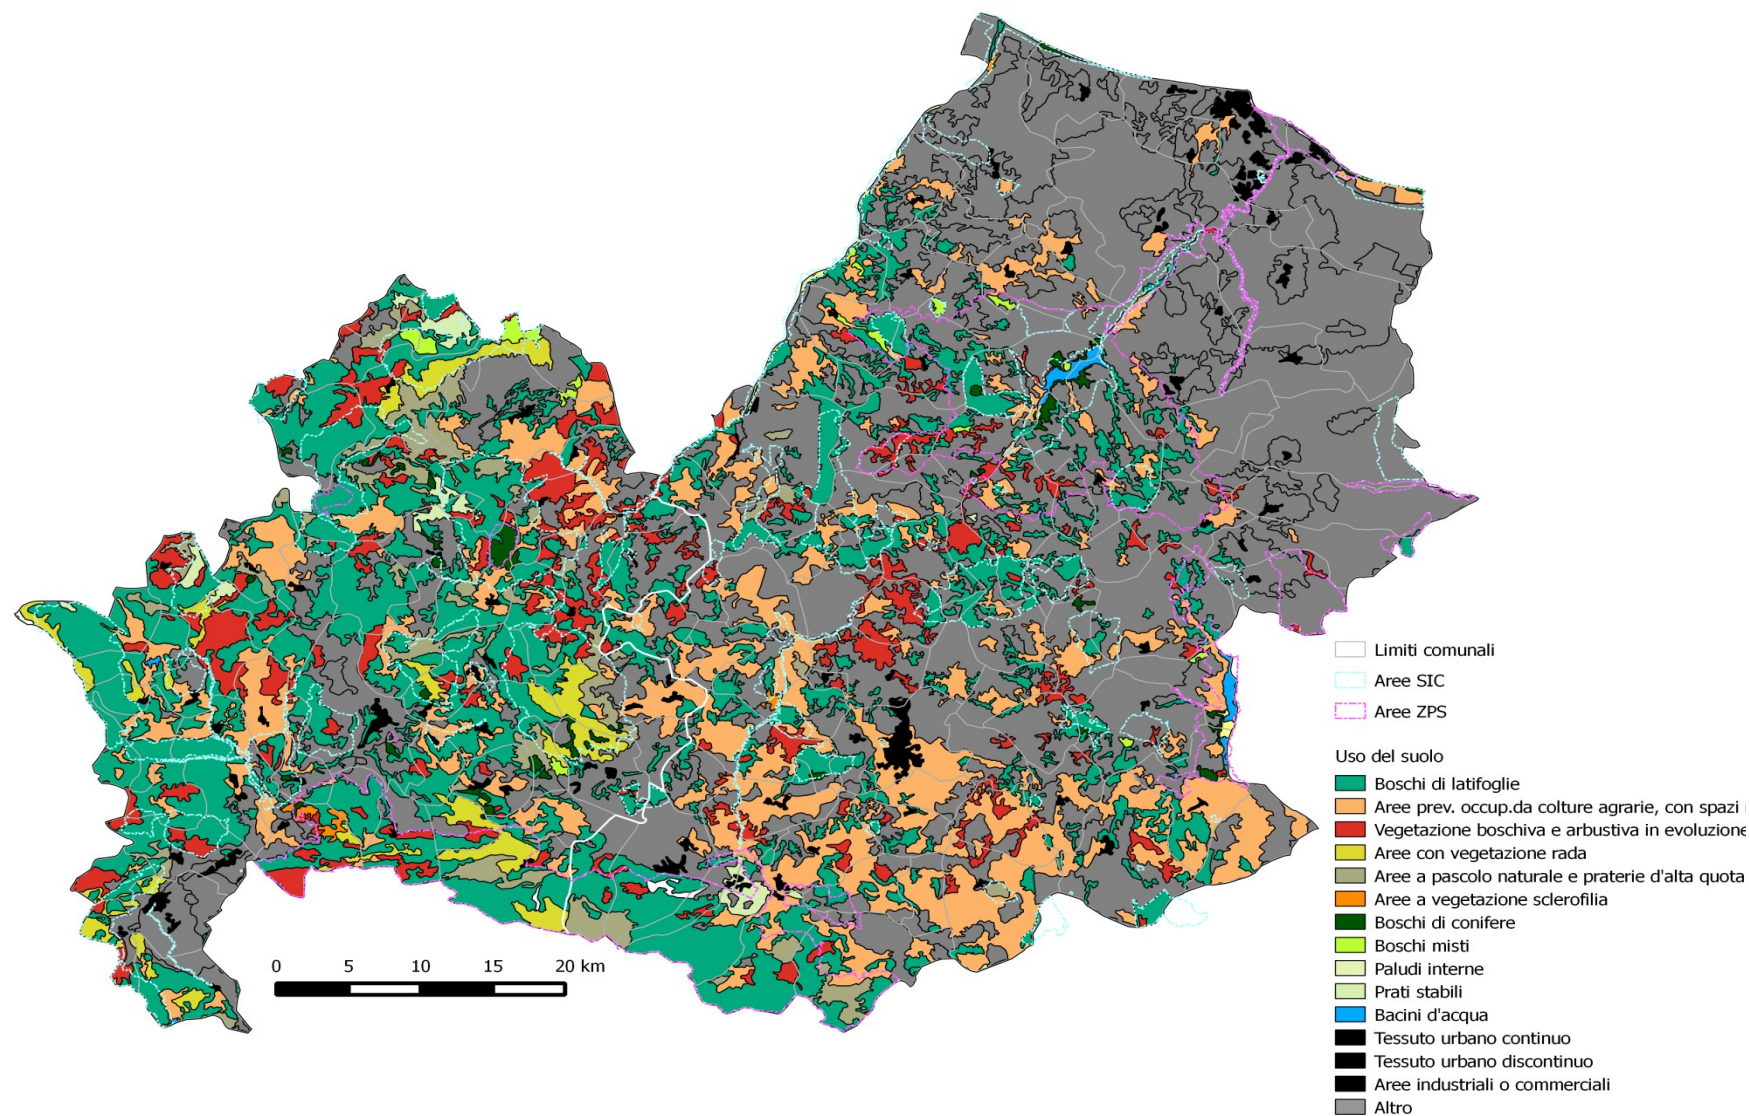 Limiti comunali
Aree SIC
Aree ZPS
Uso del suolo
Boschi di latifoglie
Aree prev. occup.da colture agrarie, con spazi
Vegetazione boschiva e arbustiva in evoluzione
Aree con vegetazione rada
Aree a pascolo naturale e praterie d'alta quota
Aree a vegetazione sclerofilia
Boschi di conifere
Boschi misti
Paludi interne
Prati stabili
Bacini d'acqua
Tessuto urbano continuo
Tessuto urbano discontinuo
Aree industriali o commerciali
Altro
0 5 10 15 20 km